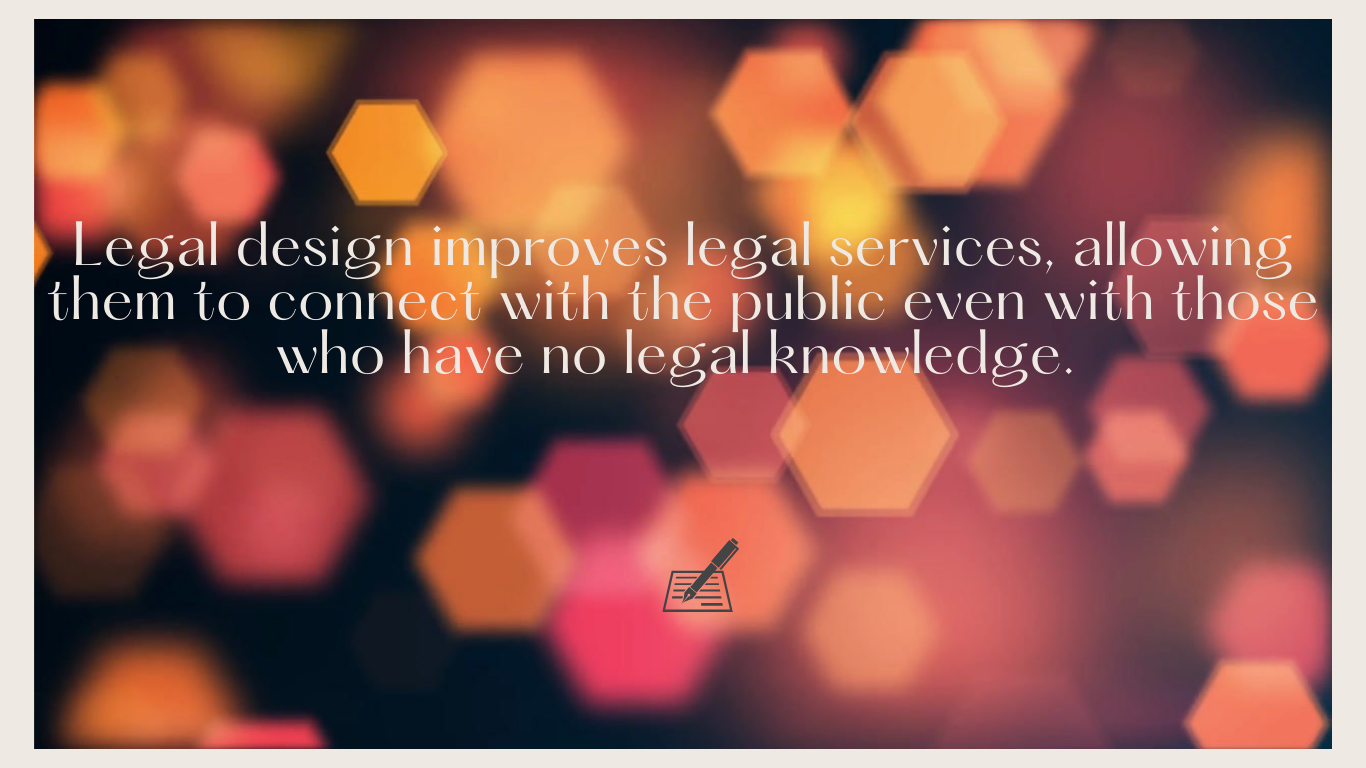 Legal design improves legal services, allowing
them to connect with the public even with those
who have no legal knowledge.